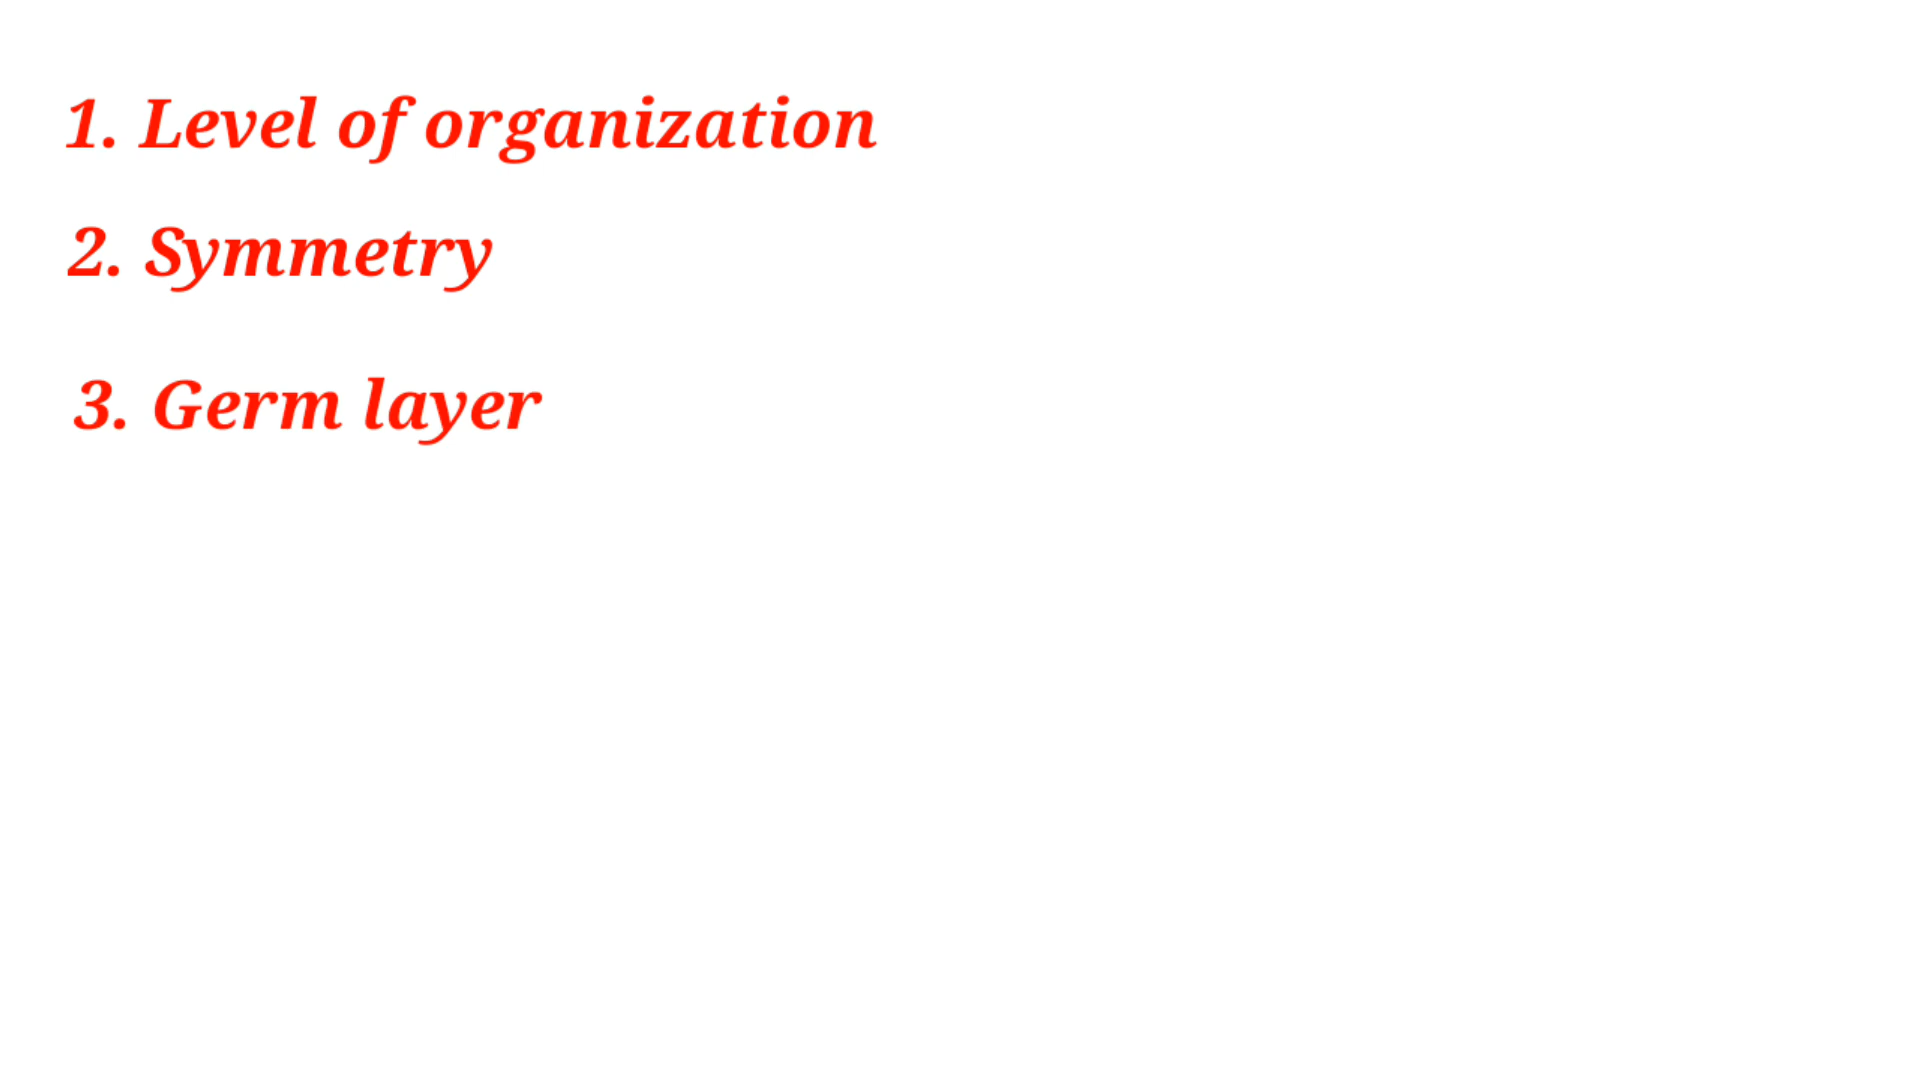 1. Level of organization
2. Symmetry
3. Germ layer